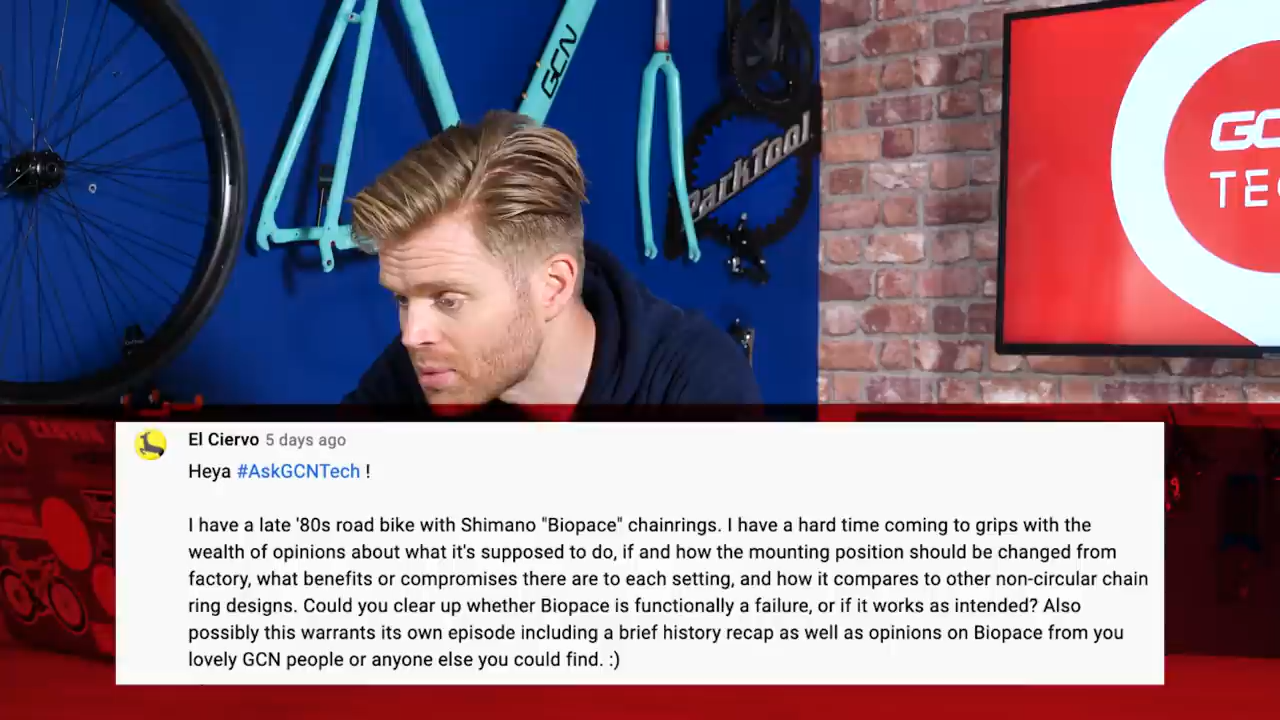 GCN
ParkTool
GC
TE
El Ciervo 5 days ago
Heya #AskGCNTech !
I have a late '80s road bike with Shimano "Biopace" chainrings. I have a hard time coming to grips with the
wealth of opinions about what it's supposed to do, if and how the mounting position should be changed from
factory, what benefits or compromises there are to each setting, and how it compares to other non-circular chain
ring designs. Could you clear up whether Biopace is functionally a failure, or if it works as intended? Also
possibly this warrants its own episode including a brief history recap as well as opinions on Biopace from you
lovely GCN people or anyone else you could find. :)